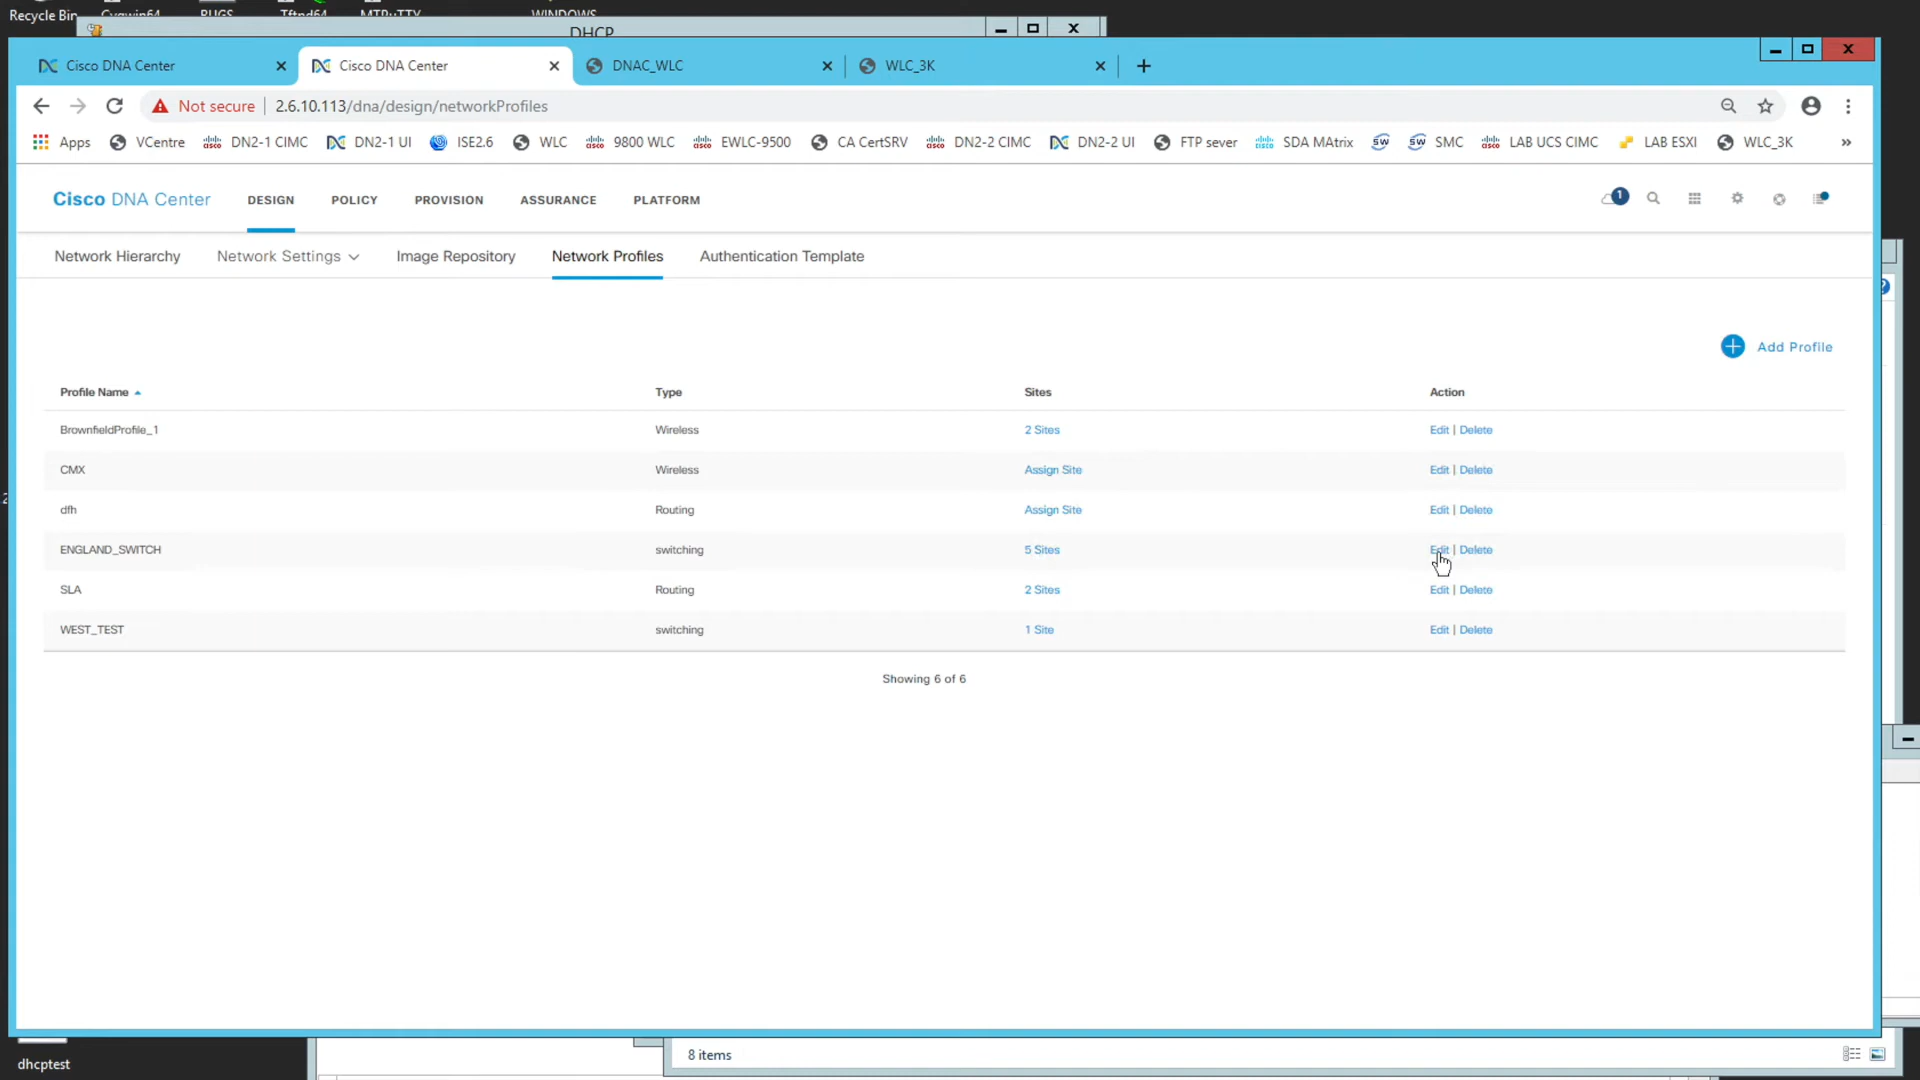 Recycle Bin Cygwin64 BUGS Tftpd64 MTPuTTY WINDOWS
DHCP
Cisco DNA Center Cisco DNA Center DNAC_WLC WLC_3K
Not secure 2.6.10.113/dna/design/networkProfiles
Apps VCentre DN2-1 CIMC DN2-1 UI ISE2.6 WLC 9800 WLC EWLC-9500 CA CertSRV DN2-2 CIMC DN2-2 UI FTP sever SDA MAtrix SMC LAB UCS CIMC LAB ESXI WLC_3K »
Cisco DNA Center DESIGN POLICY PROVISION ASSURANCE PLATFORM 1
Network Hierarchy Network Settings Image Repository Network Profiles Authentication Template
Add Profile
Profile Name Type Sites Action
BrownfieldProfile_1 Wireless 2 Sites Edit | Delete
CMX Wireless Assign Site Edit | Delete
dfh Routing Assign Site Edit | Delete
ENGLAND_SWITCH switching 5 Sites Edit | Delete
SLA Routing 2 Sites Edit | Delete
WEST_TEST switching 1 Site Edit | Delete
Showing 6 of 6
8 items
dhcptest